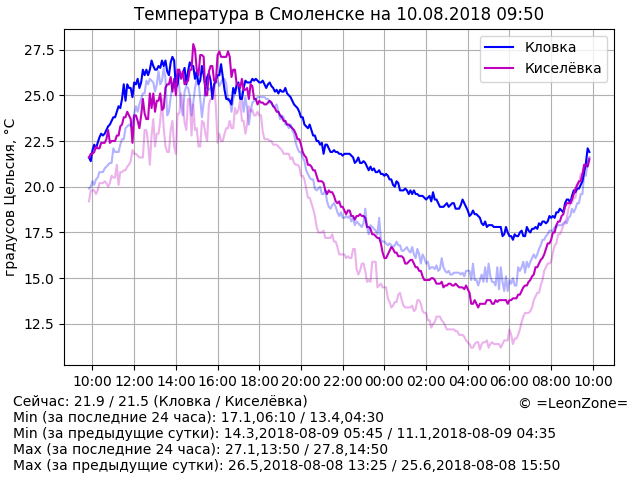 Температура в Смоленске на 10.08.2018 09:50
27.5
25.0
22.5
20.0
17.5
15.0
12.5
градусов Цельсия, °C
Кловка
Киселёвка
10:00 12:00 14:00 16:00 18:00 20:00 22:00 00:00 02:00 04:00 06:00 08:00 10:00
Сейчас: 21.9 / 21.5 (Кловка / Киселёвка)
© =LeonZone=
Min (за последние 24 часа): 17.1,06:10 / 13.4,04:30
Min (за предыдущие сутки): 14.3,2018-08-09 05:45 / 11.1,2018-08-09 04:35
Max (за последние 24 часа): 27.1,13:50 / 27.8,14:50
Max (за предыдущие сутки): 26.5,2018-08-08 13:25 / 25.6,2018-08-08 15:50